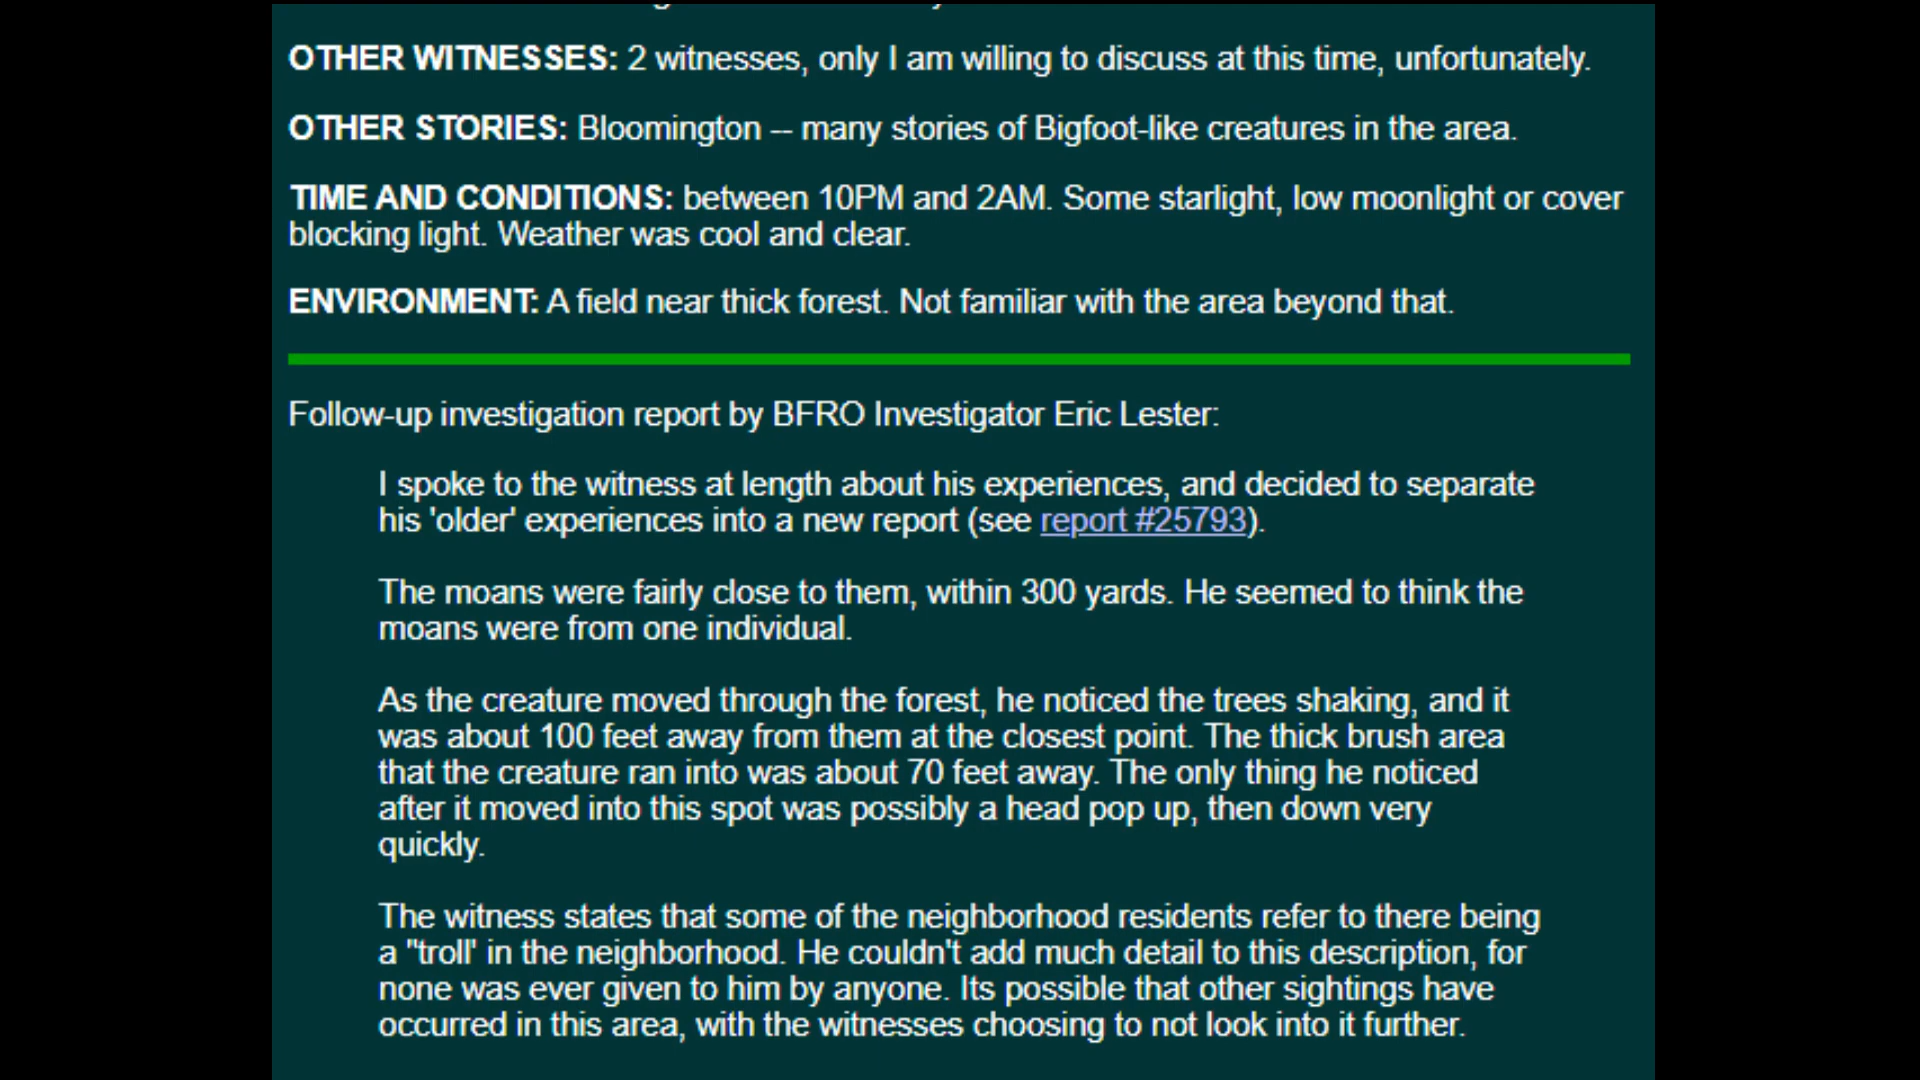 OTHER WITNESSES: 2 witnesses, only I am willing to discuss at this time, unfortunately.
OTHER STORIES: Bloomington -- many stories of Bigfoot-like creatures in the area.
TIME AND CONDITIONS: between 10PM and 2AM. Some starlight, low moonlight or cover
blocking light. Weather was cool and clear.
ENVIRONMENT: A field near thick forest. Not familiar with the area beyond that.
Follow-up investigation report by BFRO Investigator Eric Lester:
I spoke to the witness at length about his experiences, and decided to separate
his 'older' experiences into a new report (see report #25793).
The moans were fairly close to them, within 300 yards. He seemed to think the
moans were from one individual.
As the creature moved through the forest, he noticed the trees shaking, and it
was about 100 feet away from them at the closest point. The thick brush area
that the creature ran into was about 70 feet away. The only thing he noticed
after it moved into this spot was possibly a head pop up, then down very
quickly.
The witness states that some of the neighborhood residents refer to there being
a "troll' in the neighborhood. He couldn't add much detail to this description, for
none was ever given to him by anyone. Its possible that other sightings have
occurred in this area, with the witnesses choosing to not look into it further.